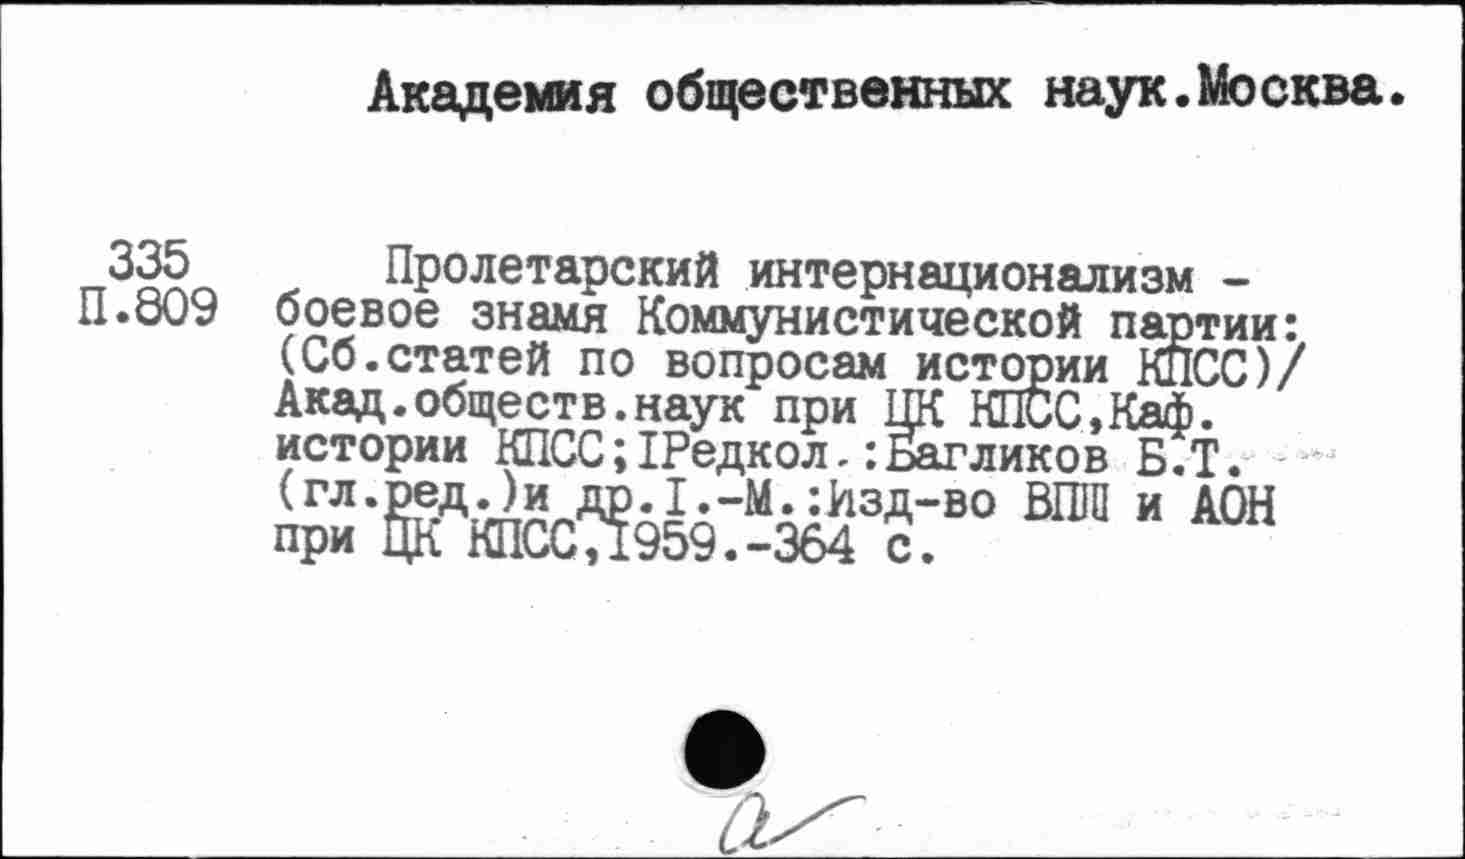 Академия общественных наук.Москва.
335
П.809
Пролетарский интернационализм -
боевое знамя Коммунистической партии:
(Сб.статей по вопросам истории КПСС)/
Акад.обществ.наук при ЦК КПСС,Каф.
истории КПСС;IРедкол.:Багликов Б.Т.
(гл.ред.)и др.I.-М.:Изд-во ВПШ и АОН
при ЦК КПСС,1959.-364 с.
а